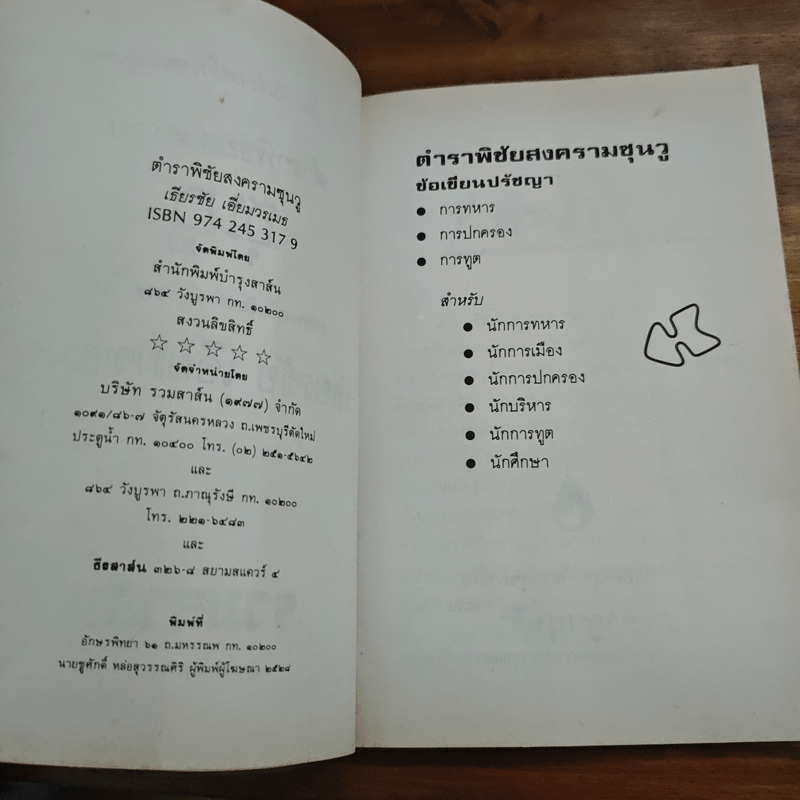 ตำราพิชัยสงครามซุนวู
เธียรชัย เอี่ยมวรเมธ
ISBN 974 245 317 9
จัดพิมพ์โดย
สำนักพิมพ์บำรุงสาส์น
๘๖๔ วังบูรพา กท. ๑๐๒๐๐
สงวนลิขสิทธิ์
☆ ☆ ☆ ☆ ☆
จัดจำหน่ายโดย
บริษัท รวมสาส์น (๑๙๗๗) จำกัด
๑๐๙๑/๘๖-๗ จัตุรัสนครหลวง ถ.เพชรบุรีตัดใหม่
ประตูน้ำ กท. ๑๐๔๐๐ โทร. (๐๒) ๒๕๑-๕๖๔๒
และ
๘๖๔ วังบูรพา ถ.ภาณุรังษี กท. ๑๐๒๐๐
โทร. ๒๒๑-๖๔๘๓
และ
ธีรสาส์น ๓๒๖-๘ สยามสแควร์ ๔
พิมพ์ที่
อักษรพิทยา ๖๑ ถ.มหรรณพ กท. ๑๐๒๐๐
นายชูศักดิ์ หล่อสุวรรณศิริ ผู้พิมพ์ผู้โฆษณา ๒๕๒๘
ตำราพิชัยสงครามซุนวู
ข้อเขียนปรัชญา
● การทหาร
● การปกครอง
● การทูต
สำหรับ
● นักการทหาร
● นักการเมือง
● นักการปกครอง
● นักบริหาร
● นักการทูต
● นักศึกษา